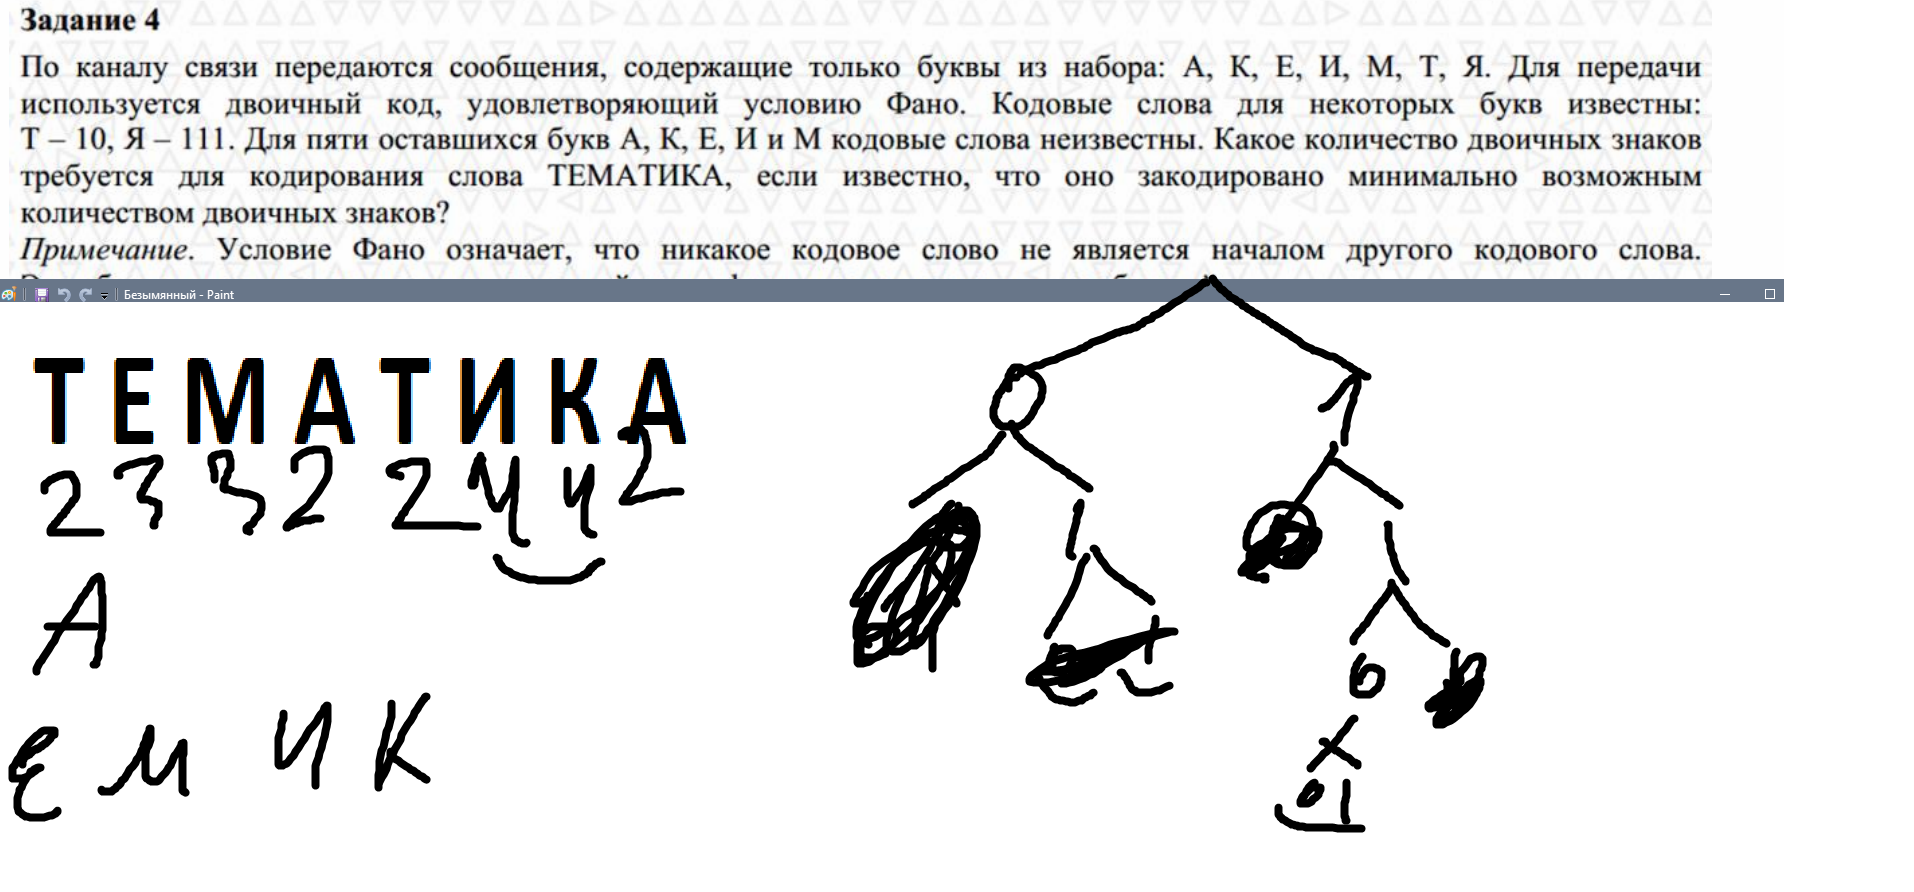 Задание 4
По каналу связи передаются сообщения, содержащие только буквы из набора: А, К, Е, И, М, Т, Я. Для передачи
используется двоичный код, удовлетворяющий условию Фано. Кодовые слова для некоторых букв известны:
Т – 10, Я – 111. Для пяти оставшихся букв А, К, Е, И и М кодовые слова неизвестны. Какое количество двоичных знаков
требуется для кодирования слова ТЕМАТИКА, если известно, что оно закодировано минимально возможным
количеством двоичных знаков?
Примечание. Условие Фано означает, что никакое кодовое слово не является началом другого кодового слова.
Безымянный - Paint
ТЕМАТИКА
2 3 3 2 2 4 4 2
0 1
1 1
0
0 1
А
Е М И К